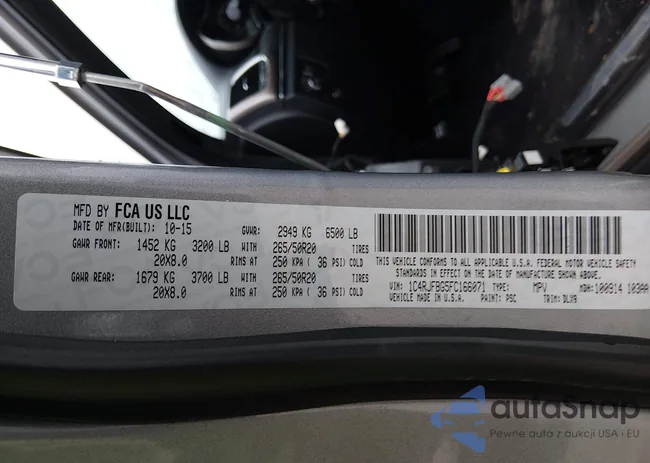 MFD BY FCA US LLC
DATE OF MFR(BUILT): 10-15 GVWR: 2949 KG 6500 LB
GAWR FRONT: 1452 KG 3200 LB WITH 265/50R20 TIRES
20X8.0 RIMS AT 250 KPA ( 36 PSI) COLD
GAWR REAR: 1679 KG 3700 LB WITH 265/50R20 TIRES
20X8.0 RIMS AT 250 KPA ( 36 PSI) COLD
THIS VEHICLE CONFORMS TO ALL APPLICABLE U.S.A. FEDERAL MOTOR VEHICLE SAFETY
STANDARDS IN EFFECT ON THE DATE OF MANUFACTURE SHOWN ABOVE.
VIN: 1C4RJFBG5FC166071 TYPE: MPV MDH: 100914 103AA
VEHICLE MADE IN U.S.A. PAINT: PSC TRIM: DLX9
autoSnap
Pewne auta z aukcji USA i EU